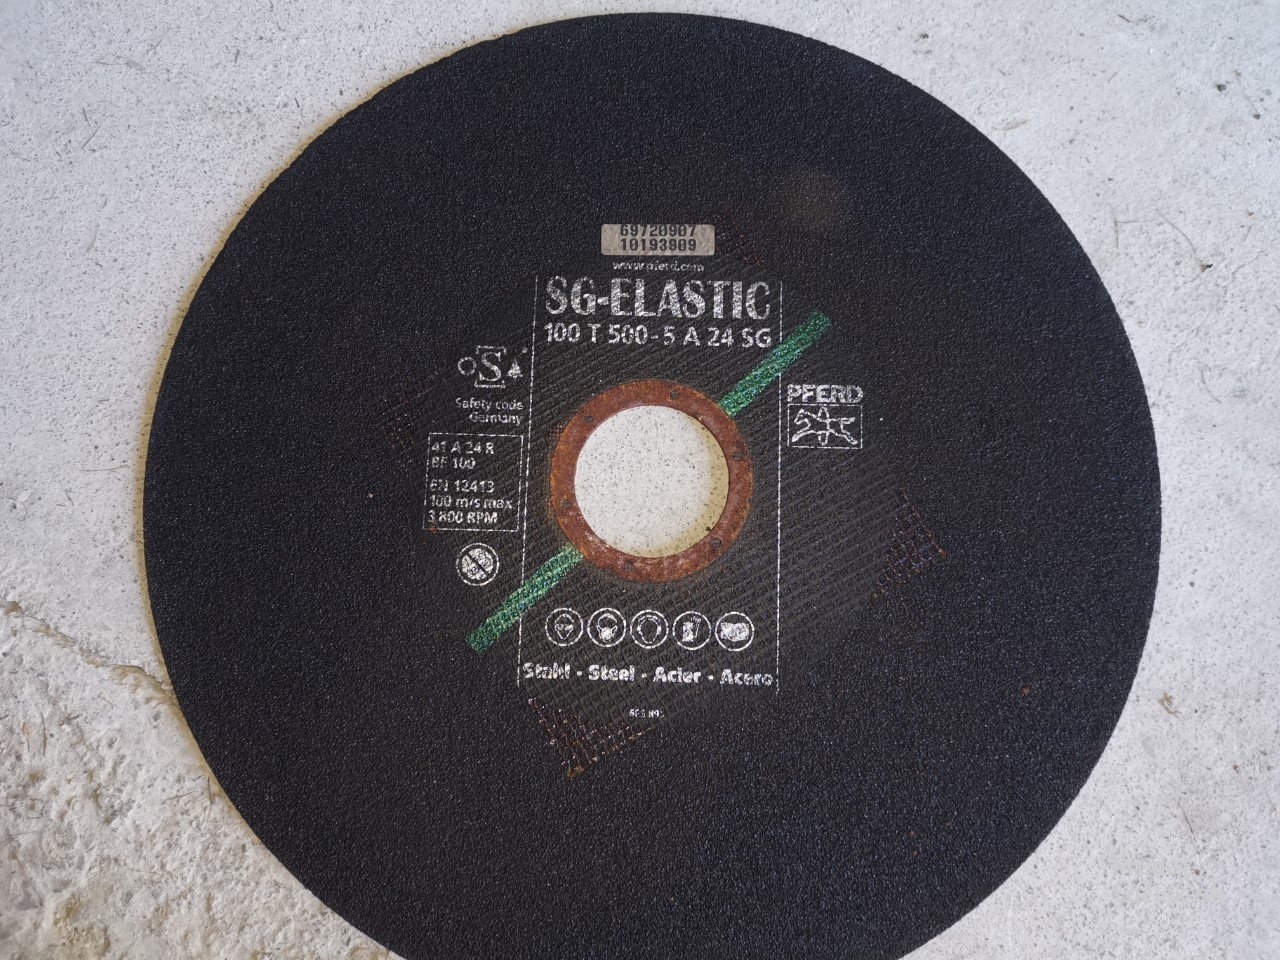 69720907
10193909
www.pferd.com
SG-ELASTIC
100 T 500-5 A 24 SG
S
Safety code
Germany
PFERD
41 A 24 R
BF 100
EN 12413
100 m/s max
3 800 RPM
Stahl - Steel - Acier - Acero